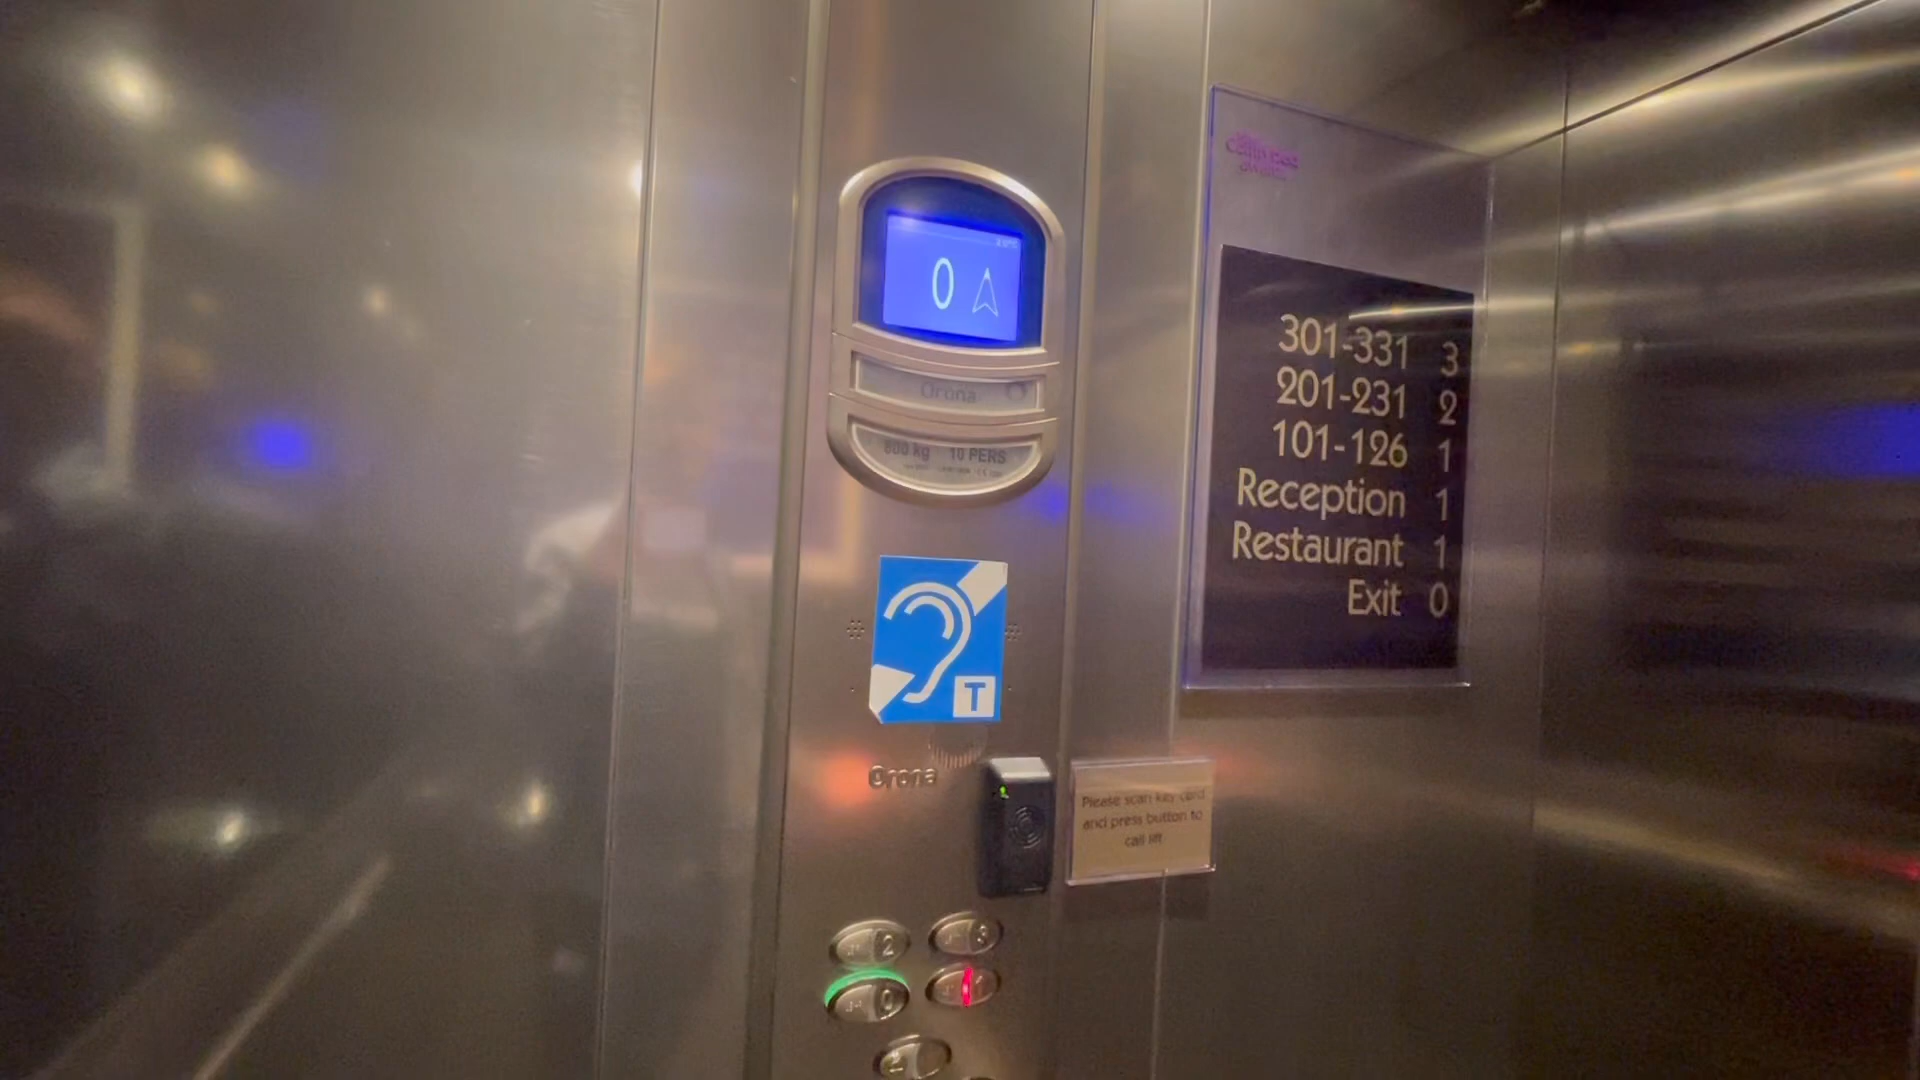 0
Orona
800 kg 10 PERS
T
Orona
Please scan key card
and press button to
call lift
2
3
0
1
301-331 3
201-231 2
101-126 1
Reception 1
Restaurant 1
Exit 0